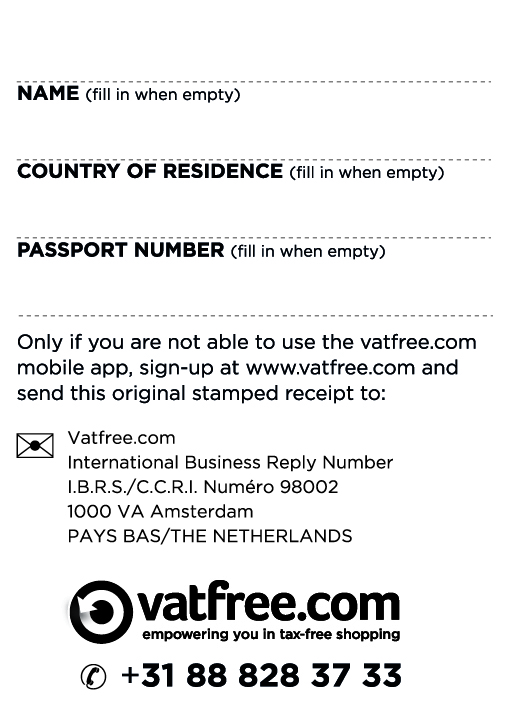 NAME (fill in when empty)
COUNTRY OF RESIDENCE (fill in when empty)
PASSPORT NUMBER (fill in when empty)
Only if you are not able to use the vatfree.com
mobile app, sign-up at www.vatfree.com and
send this original stamped receipt to:
Vatfree.com
International Business Reply Number
I.B.R.S./C.C.R.I. Numéro 98002
1000 VA Amsterdam
PAYS BAS/THE NETHERLANDS
vatfree.com
empowering you in tax-free shopping
+31 88 828 37 33